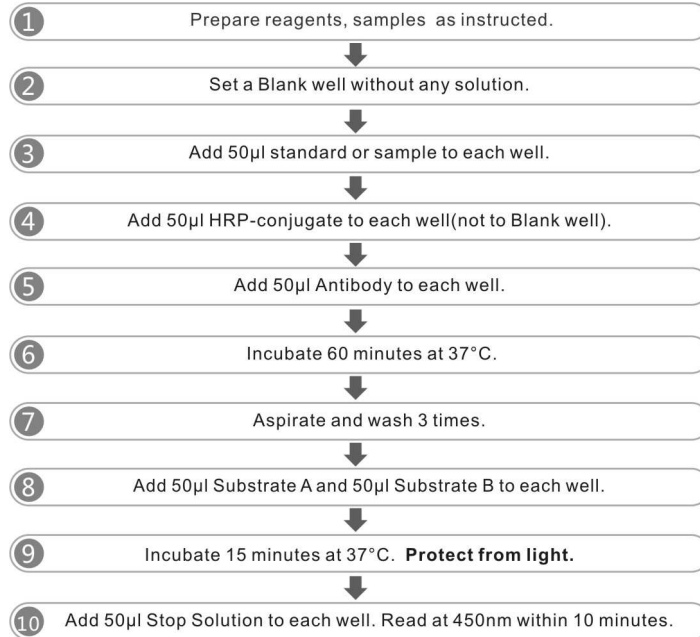 1 Prepare reagents, samples as instructed.
2 Set a Blank well without any solution.
3 Add 50µl standard or sample to each well.
4 Add 50µl HRP-conjugate to each well(not to Blank well).
5 Add 50µl Antibody to each well.
6 Incubate 60 minutes at 37°C.
7 Aspirate and wash 3 times.
8 Add 50µl Substrate A and 50µl Substrate B to each well.
9 Incubate 15 minutes at 37°C. Protect from light.
10 Add 50µl Stop Solution to each well. Read at 450nm within 10 minutes.